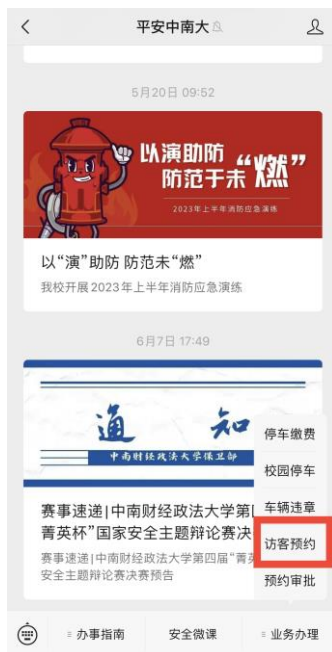 平安中南大
5月20日 09:52
以演助防
防范于未“燃”
2023年上半年消防应急演练
以“演”助防 防范未“燃”
我校开展2023年上半年消防应急演练
6月7日 17:49
通知
中南财经政法大学保卫部
赛事速递|中南财经政法大学第
菁英杯”国家安全主题辩论赛决
赛事速递|中南财经政法大学第四届“菁英
安全主题辩论决赛预告
停车缴费
校园停车
车辆违章
访客预约
预约审批
办事指南
安全微课
业务办理